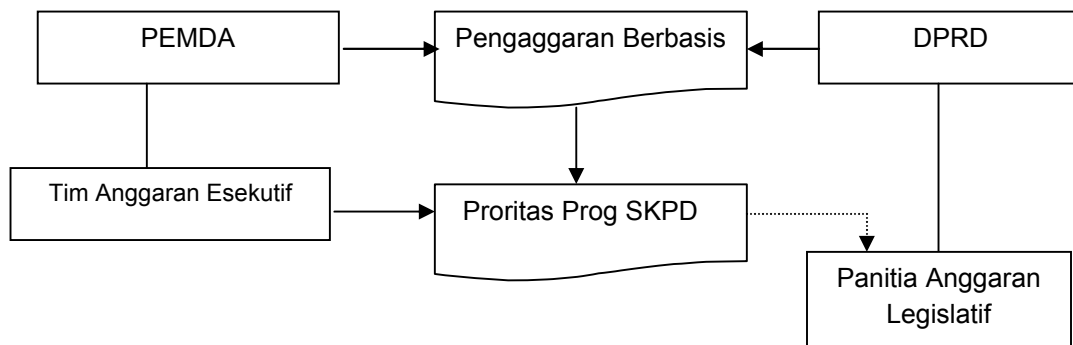 PEMDA
Pengaggaran Berbasis
DPRD
Tim Anggaran Esekutif
Proritas Prog SKPD
Panitia Anggaran
Legislatif